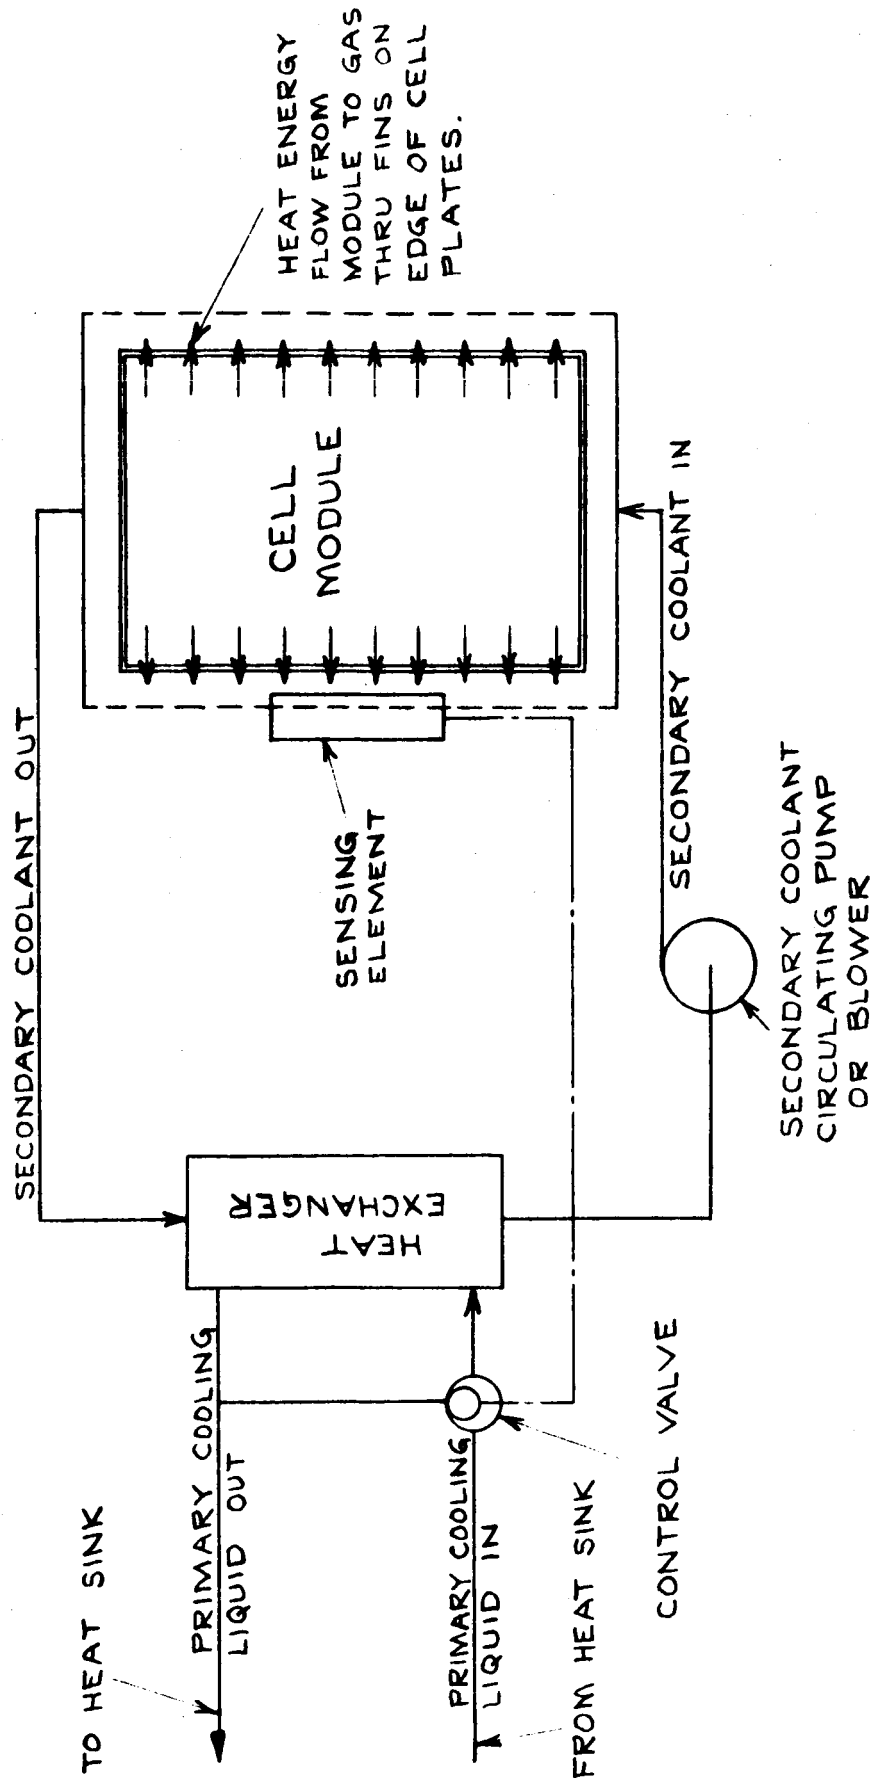 SECONDARY COOLANT OUT
HEAT ENERGY
FLOW FROM
MODULE TO GAS
THRU FINS ON
EDGE OF CELL
PLATES.
CELL
MODULE
SENSING
ELEMENT
SECONDARY COOLANT IN
SECONDARY COOLANT
CIRCULATING PUMP
OR BLOWER
HEAT
EXCHANGER
TO HEAT SINK
PRIMARY COOLING
LIQUID OUT
PRIMARY COOLING
LIQUID IN
FROM HEAT SINK
CONTROL VALVE